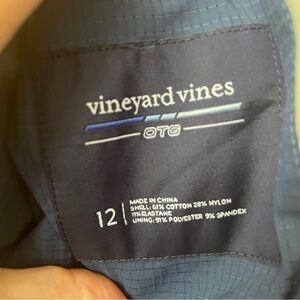 vineyard vines
OTG
12
MADE IN CHINA
SHELL: 61% COTTON 28% NYLON
11% ELASTANE
LINING: 91% POLYESTER 9% SPANDEX